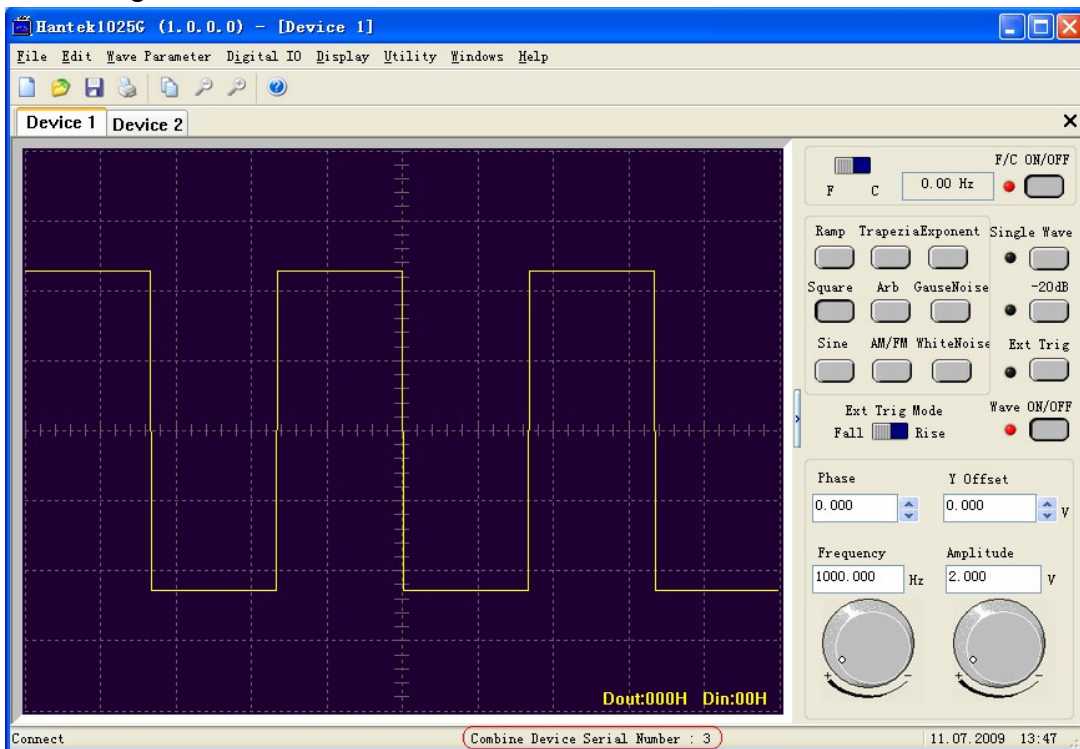 Hantek1025G (1.0.0.0) - [Device 1]
File Edit Wave Parameter Digital IO Display Utility Windows Help
Device 1 Device 2
F C 0.00 Hz F/C ON/OFF
Ramp Trapezia Exponent Single Wave
Square Arb GauseNoise -20dB
Sine AM/FM WhiteNoise Ext Trig
Ext Trig Mode Wave ON/OFF
Fall Rise
Phase Y Offset
0.000 0.000 V
Frequency Amplitude
1000.000 Hz 2.000 V
+ - + -
Dout:000H Din:00H
Connect Combine Device Serial Number : 3 11.07.2009 13:47